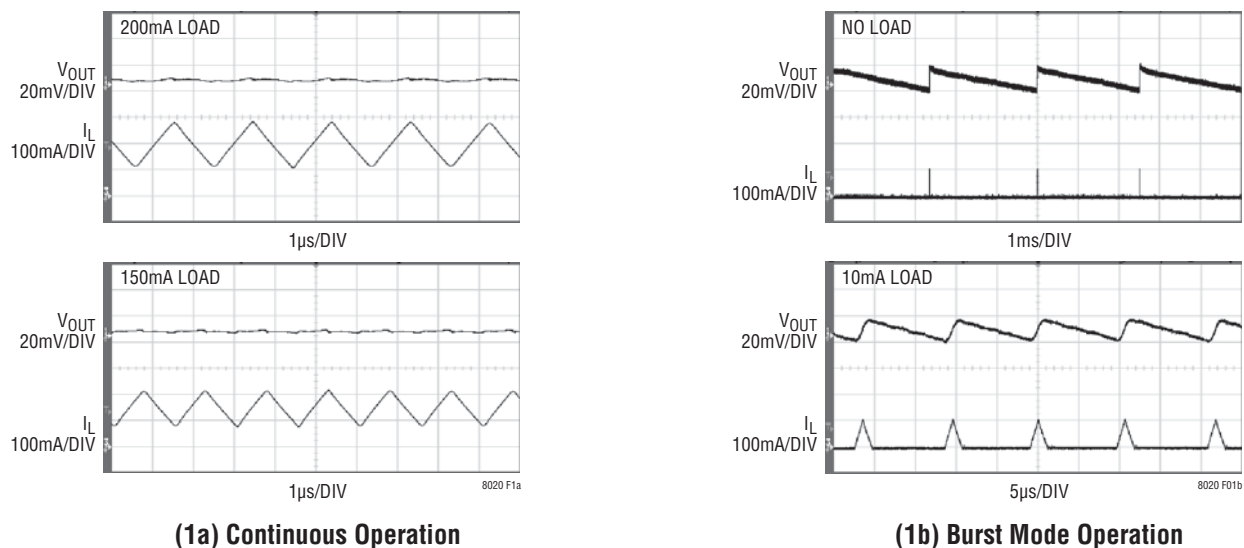 200mA LOAD
VOUT
20mV/DIV
IL
100mA/DIV
1µs/DIV
150mA LOAD
VOUT
20mV/DIV
IL
100mA/DIV
1µs/DIV
8020 F1a
(1a) Continuous Operation
NO LOAD
VOUT
20mV/DIV
IL
100mA/DIV
1ms/DIV
10mA LOAD
VOUT
20mV/DIV
IL
100mA/DIV
5µs/DIV
8020 F01b
(1b) Burst Mode Operation